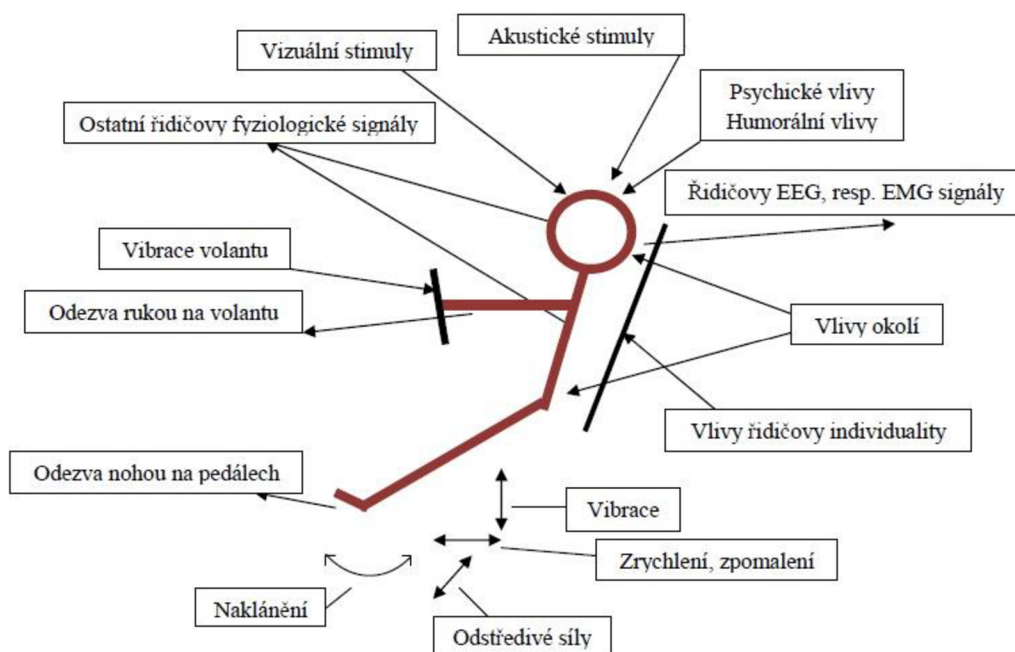 Akustické stimuly
Vizuální stimuly
Psychické vlivy
Humorální vlivy
Ostatní řidičovy fyziologické signály
Řidičovy EEG, resp. EMG signály
Vibrace volantu
Odezva rukou na volantu
Vlivy okolí
Vlivy řidičovy individuality
Odezva nohou na pedálech
Vibrace
Zrychlení, zpomalení
Naklánění
Odstředivé síly